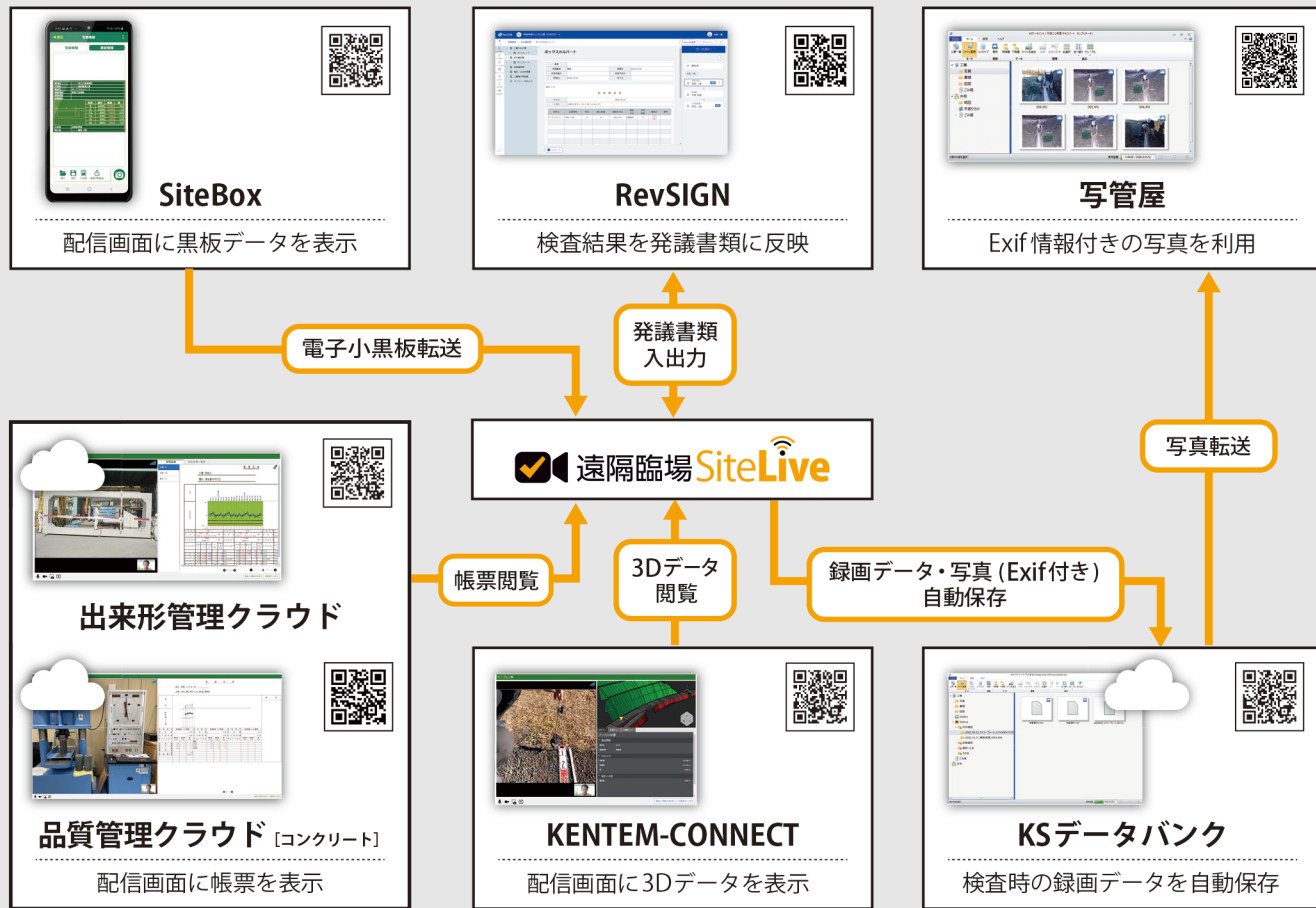 SiteBox
配信画面に黒板データを表示
RevSIGN
検査結果を発議書類に反映
写管屋
Exif情報付きの写真を利用
電子小黒板転送
発議書類
入出力
写真転送
遠隔臨場SiteLive
帳票閲覧
3Dデータ
閲覧
録画データ・写真(Exif付き)
自動保存
出来形管理クラウド
品質管理クラウド[コンクリート]
配信画面に帳票を表示
KENTEM-CONNECT
配信画面に3Dデータを表示
KSデータバンク
検査時の録画データを自動保存